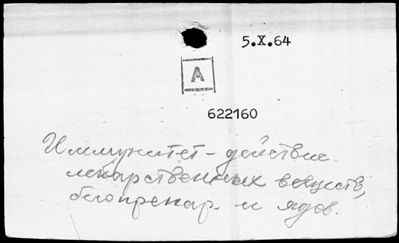 5.X.64
А
622160
Иммунитет-действие
лекарственных веществ,
биопрепар. и ядов.